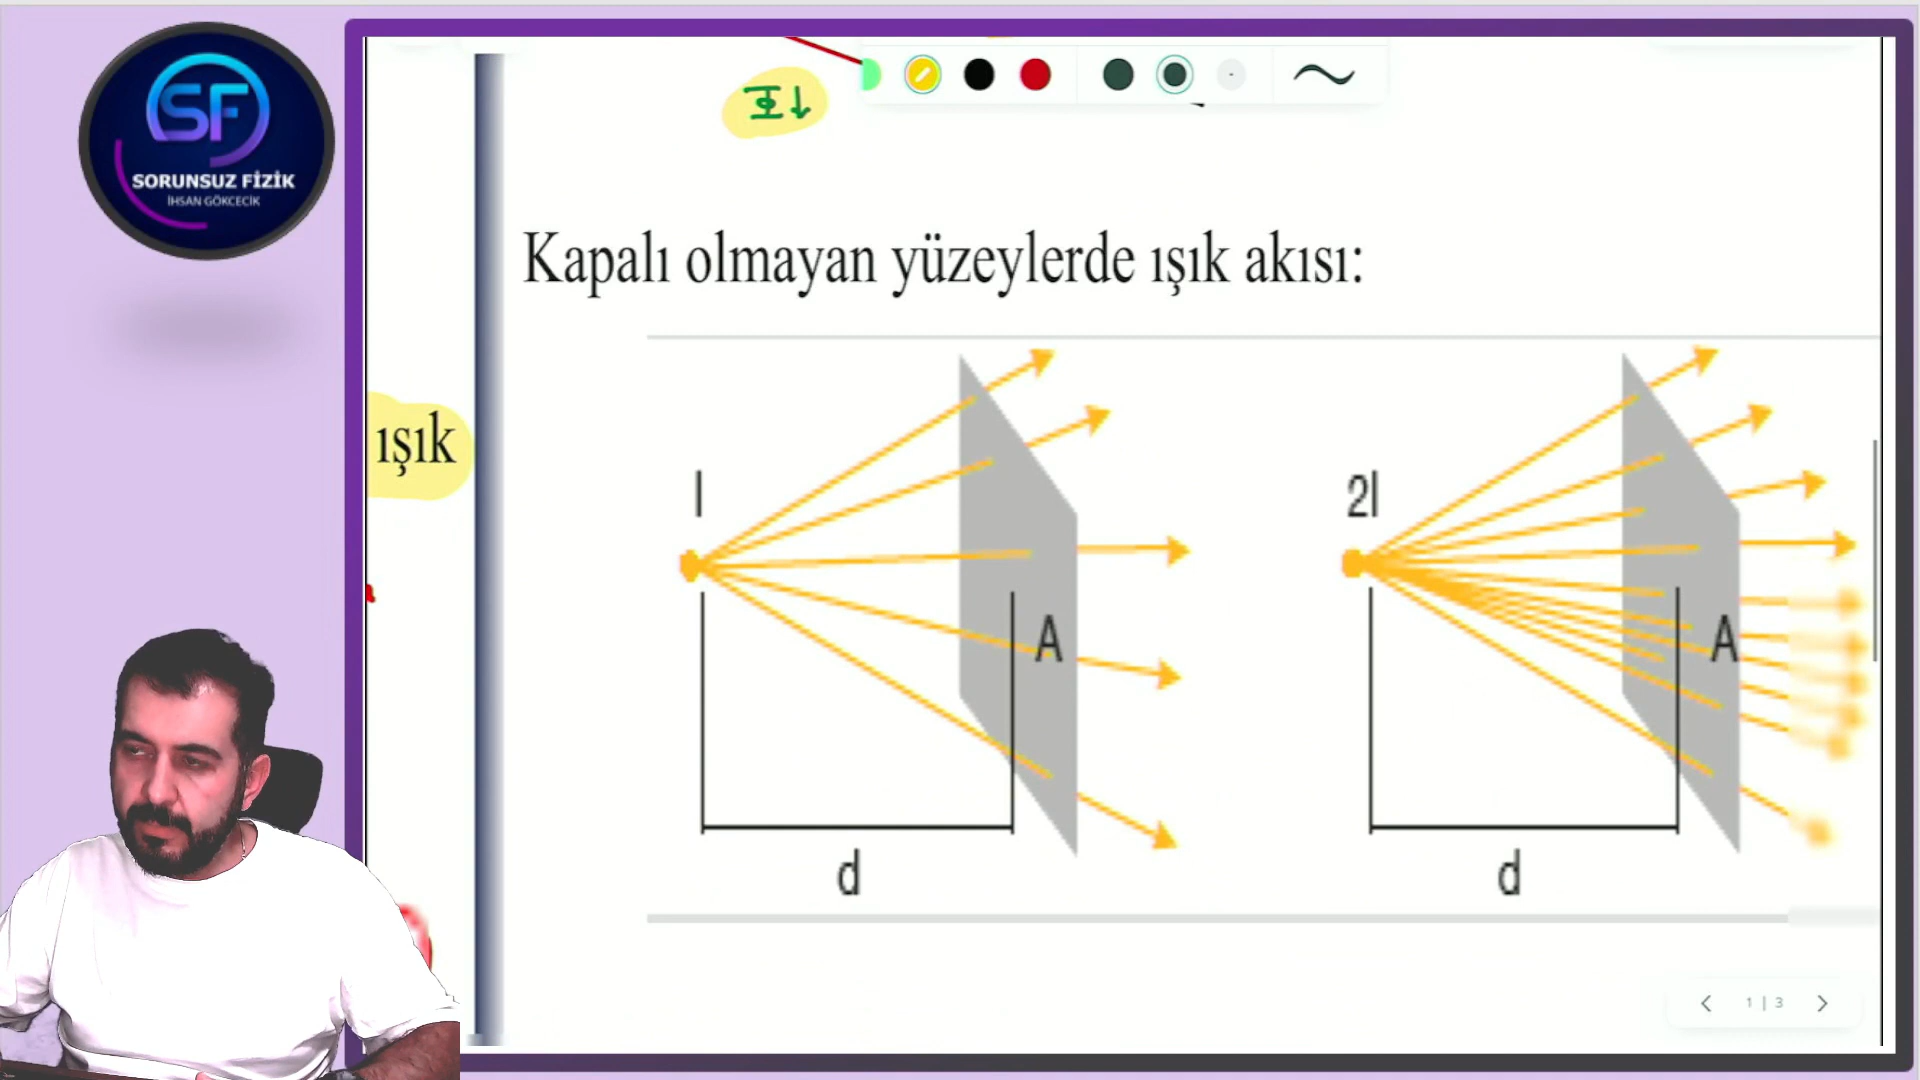 SF
SORUNSUZ FİZİK
İHSAN GÖKCECİK
Φ↓
Kapalı olmayan yüzeylerde ışık akısı:
ışık
I
2I
A
A
d
d
1 | 3